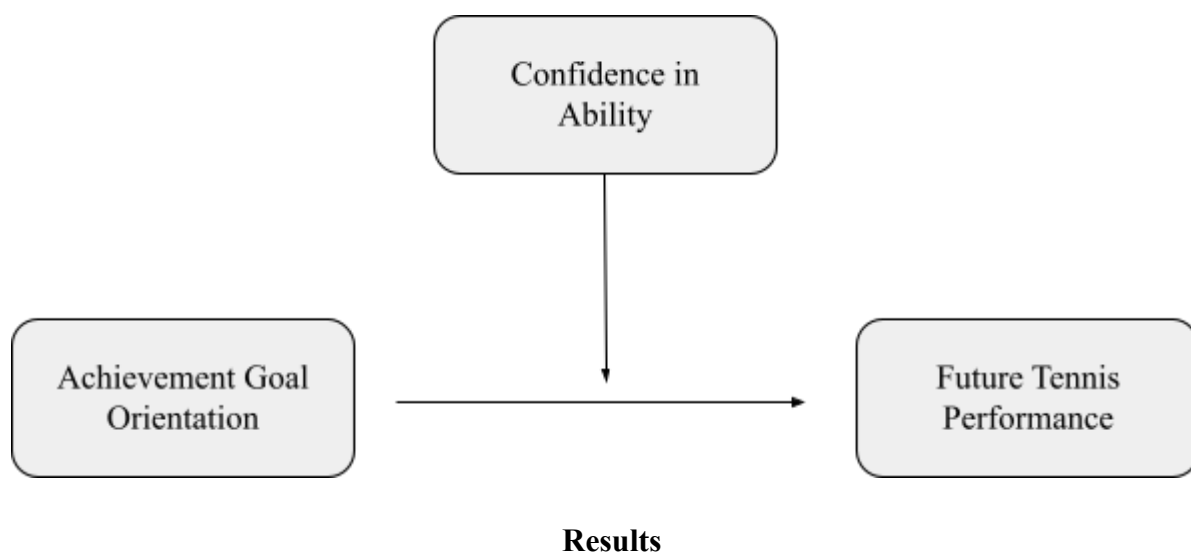 Confidence in
Ability
Achievement Goal
Orientation
Future Tennis
Performance
Results